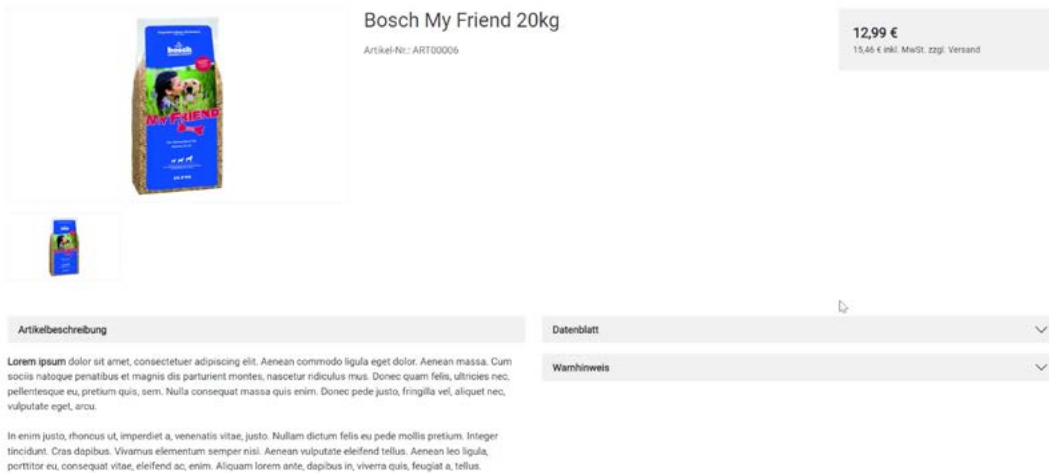 Bosch My Friend 20kg
Artikel-Nr.: ART00006
12,99 €
15,46 € inkl. MwSt. zzgl. Versand
bosch
MY FRIEND
Artikelbeschreibung
Lorem ipsum dolor sit amet, consectetuer adipiscing elit. Aenean commodo ligula eget dolor. Aenean massa. Cum
sociis natoque penatibus et magnis dis parturient montes, nascetur ridiculus mus. Donec quam felis, ultricies nec,
pellentesque eu, pretium quis, sem. Nulla consequat massa quis enim. Donec pede justo, fringilla vel, aliquet nec,
vulputate eget, arcu.
In enim justo, rhoncus ut, imperdiet a, venenatis vitae, justo. Nullam dictum felis eu pede mollis pretium. Integer
tincidunt. Cras dapibus. Vivamus elementum semper nisi. Aenean vulputate eleifend tellus. Aenean leo ligula,
porttitor eu, consequat vitae, eleifend ac, enim. Aliquam lorem ante, dapibus in, viverra quis, feugiat a, tellus.
Datenblatt
Warnhinweis